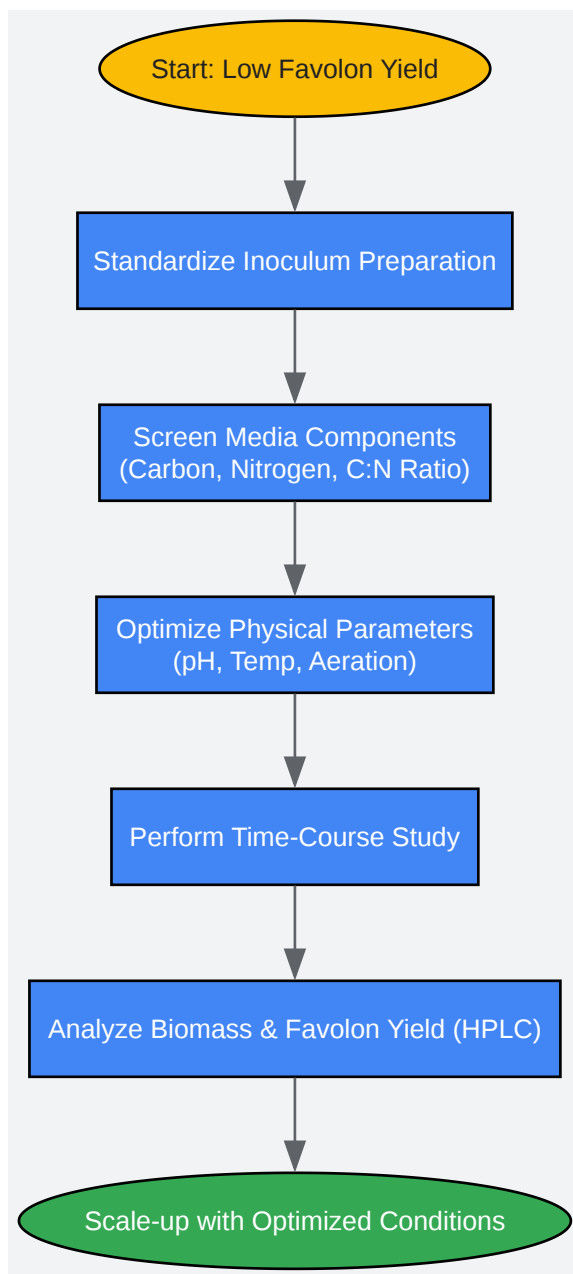 Start: Low Favolon Yield
Standardize Inoculum Preparation
Screen Media Components
(Carbon, Nitrogen, C:N Ratio)
Optimize Physical Parameters
(pH, Temp, Aeration)
Perform Time-Course Study
Analyze Biomass & Favolon Yield (HPLC)
Scale-up with Optimized Conditions